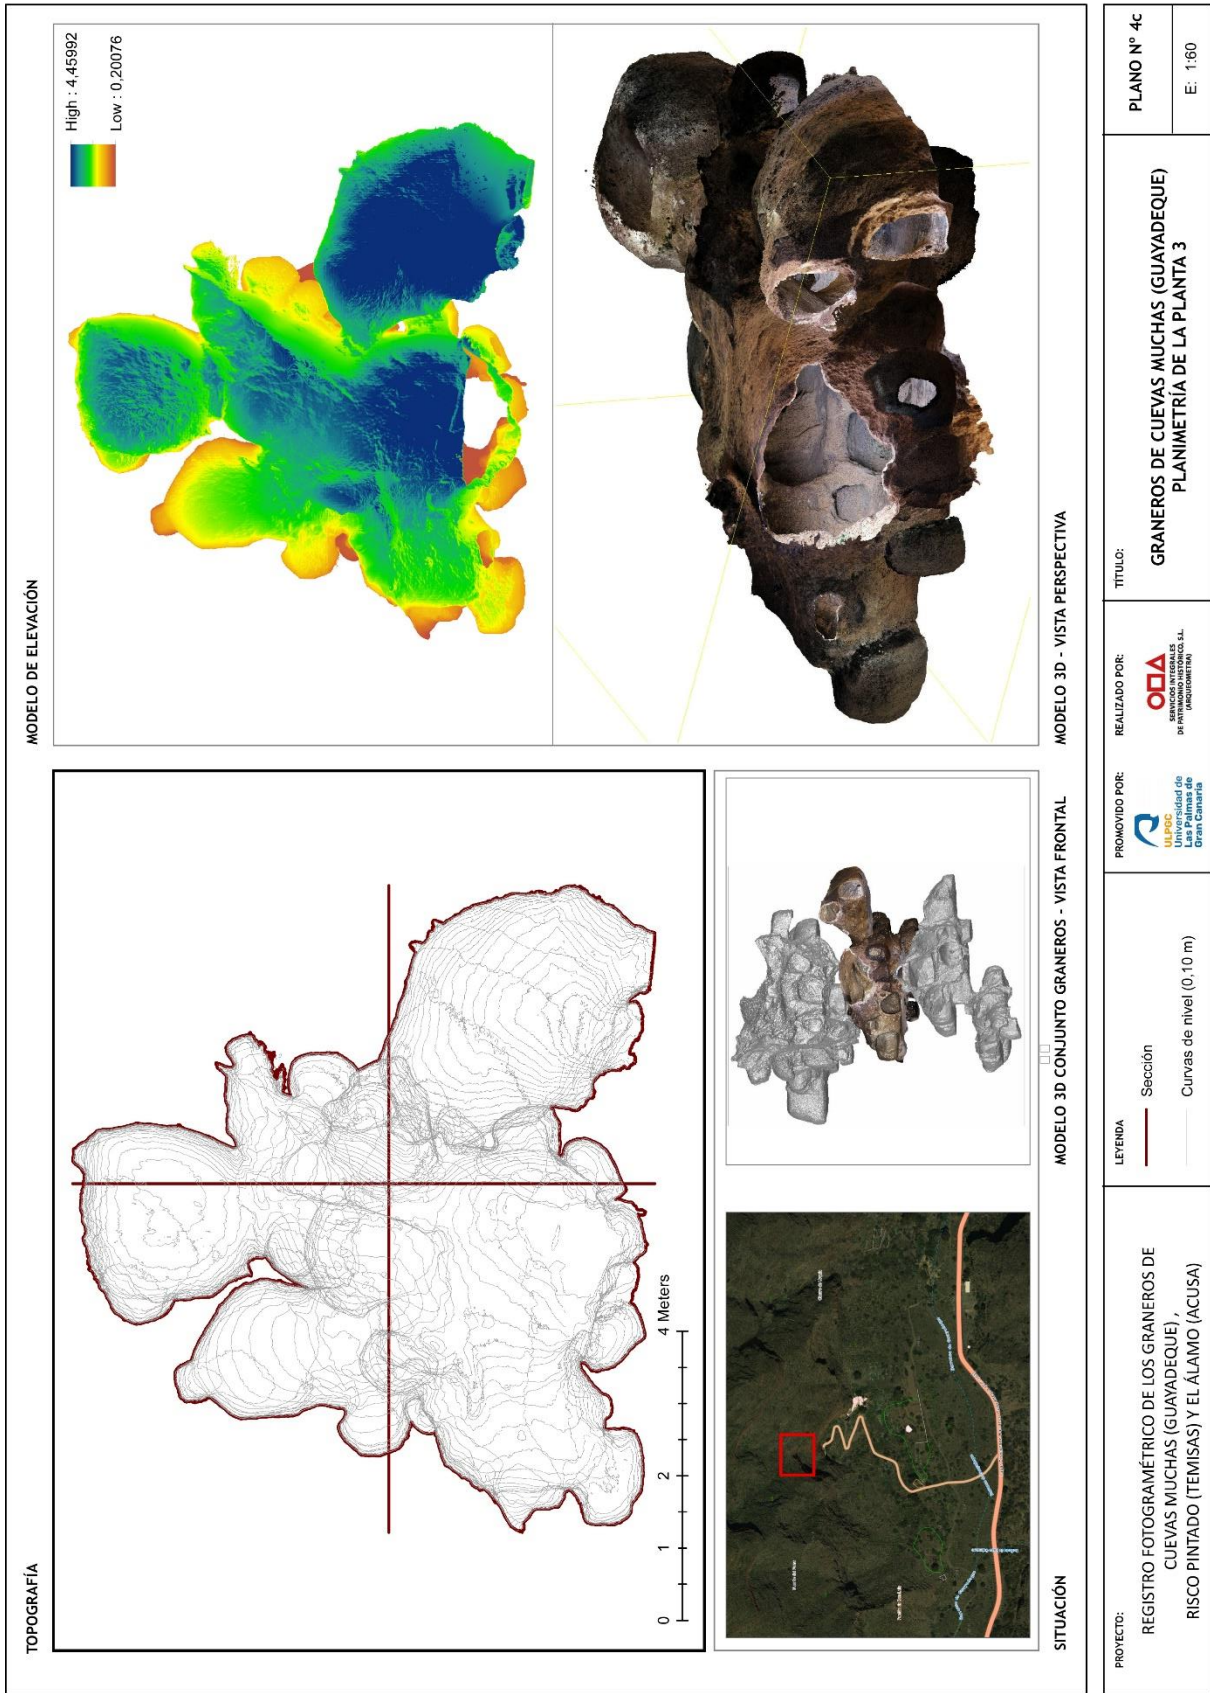 TOPOGRAFÍA
0
1
2
4 Meters
MODELO DE ELEVACIÓN
High : 4,45992
Low : 0,20076
SITUACIÓN
MODELO 3D CONJUNTO GRANEROS - VISTA FRONTAL
MODELO 3D - VISTA PERSPECTIVA
PROYECTO:
REGISTRO FOTOGRAMÉTRICO DE LOS GRANEROS DE
CUEVAS MUCHAS (GUAYADEQUE) ,
RISCO PINTADO (TEMISAS) Y EL ÁLAMO (ACUSA)
LEYENDA
Sección
Curvas de nivel (0,10 m)
PROMOVIDO POR:
ULPGC
Universidad de
Las Palmas de
Gran Canaria
REALIZADO POR:
SERVICIOS INTEGRALES
DE PATRIMONIO HISTÓRICO, S.L.
(ARQUEOMETRA)
TÍTULO:
GRANEROS DE CUEVAS MUCHAS (GUAYADEQUE)
PLANIMETRÍA DE LA PLANTA 3
PLANO Nº 4c
E: 1:60